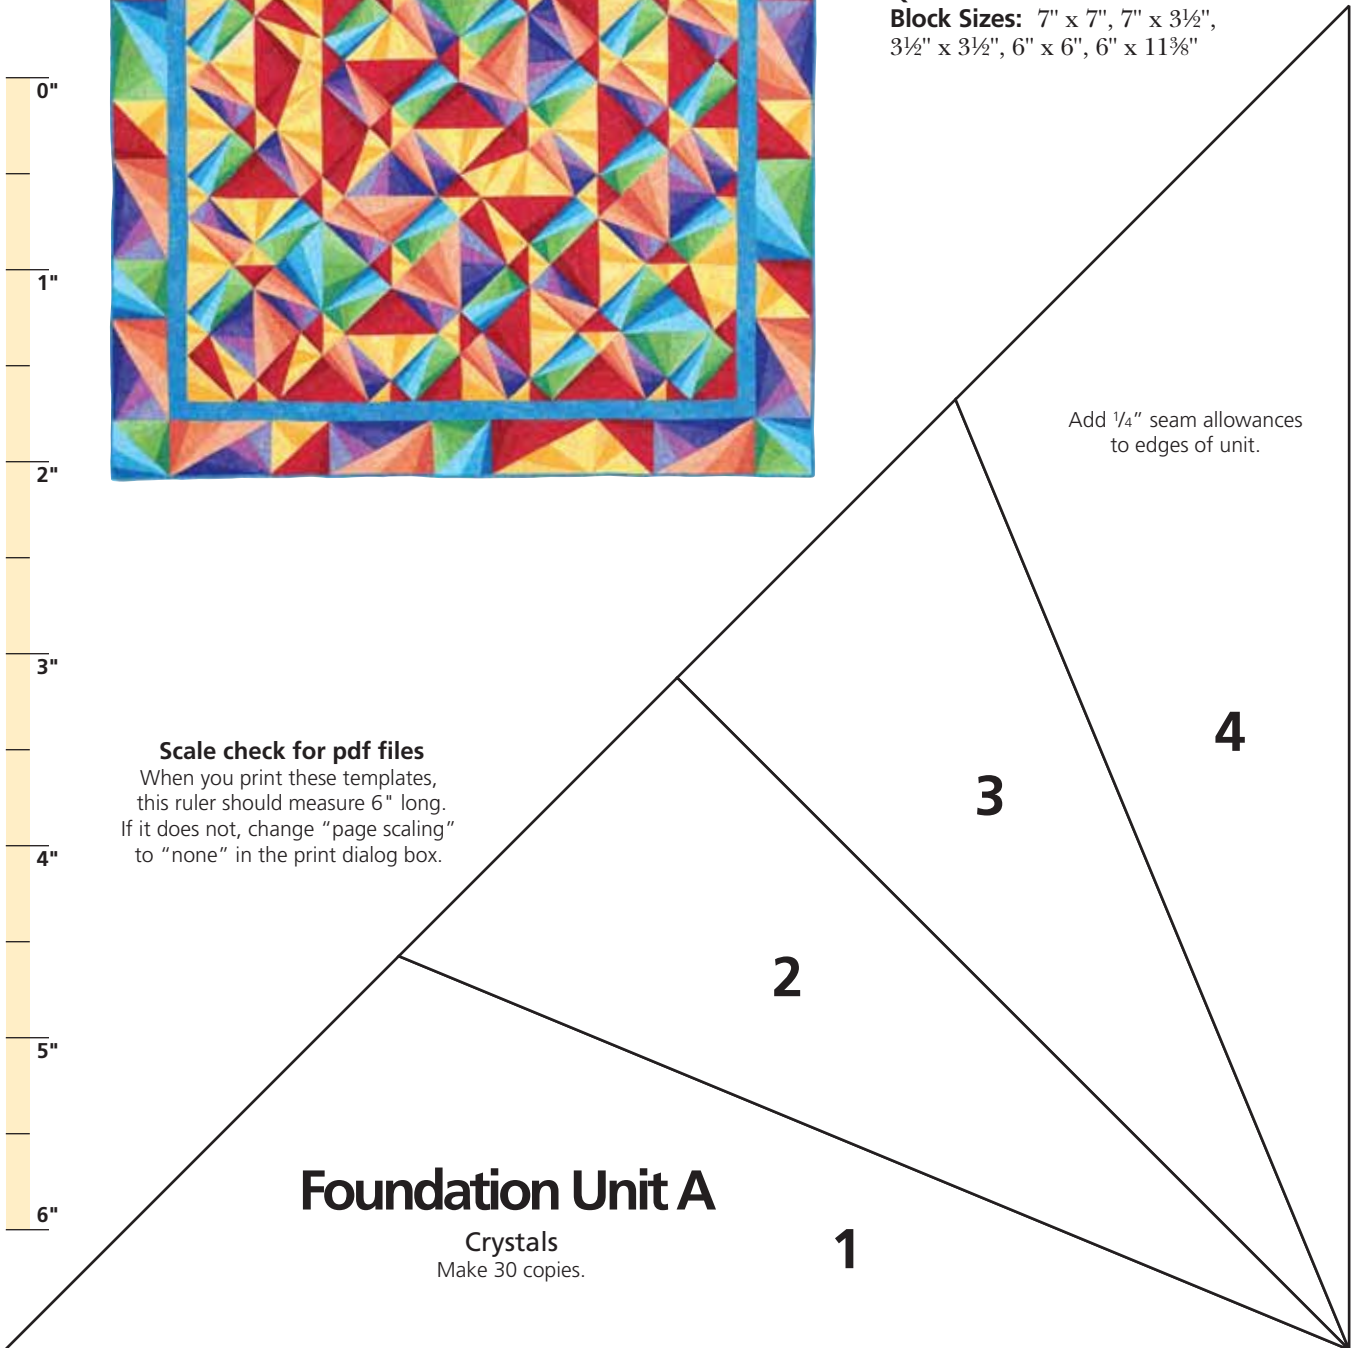 Block Sizes: 7" x 7", 7" x 3½",
3½" x 3½", 6" x 6", 6" x 11⅜"
0"
1"
2"
3"
4"
5"
6"
Add 1/4” seam allowances
to edges of unit.
Scale check for pdf files
When you print these templates,
this ruler should measure 6" long.
If it does not, change “page scaling”
to “none” in the print dialog box.
4
3
2
1
Foundation Unit A
Crystals
Make 30 copies.